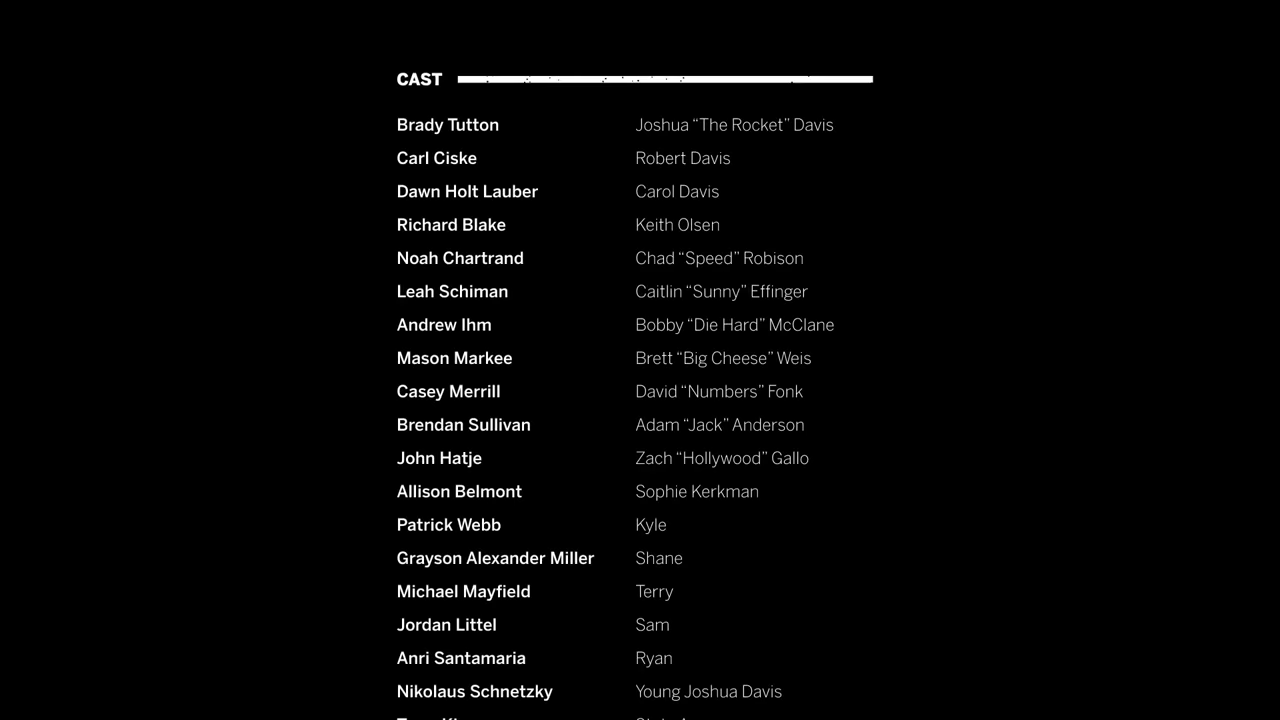 CAST
Brady Tutton Joshua “The Rocket” Davis
Carl Ciske Robert Davis
Dawn Holt Lauber Carol Davis
Richard Blake Keith Olsen
Noah Chartrand Chad “Speed” Robison
Leah Schiman Caitlin “Sunny” Effinger
Andrew Ihm Bobby “Die Hard” McClane
Mason Markee Brett “Big Cheese” Weis
Casey Merrill David “Numbers” Fonk
Brendan Sullivan Adam “Jack” Anderson
John Hatje Zach “Hollywood” Gallo
Allison Belmont Sophie Kerkman
Patrick Webb Kyle
Grayson Alexander Miller Shane
Michael Mayfield Terry
Jordan Littel Sam
Anri Santamaria Ryan
Nikolaus Schnetzky Young Joshua Davis